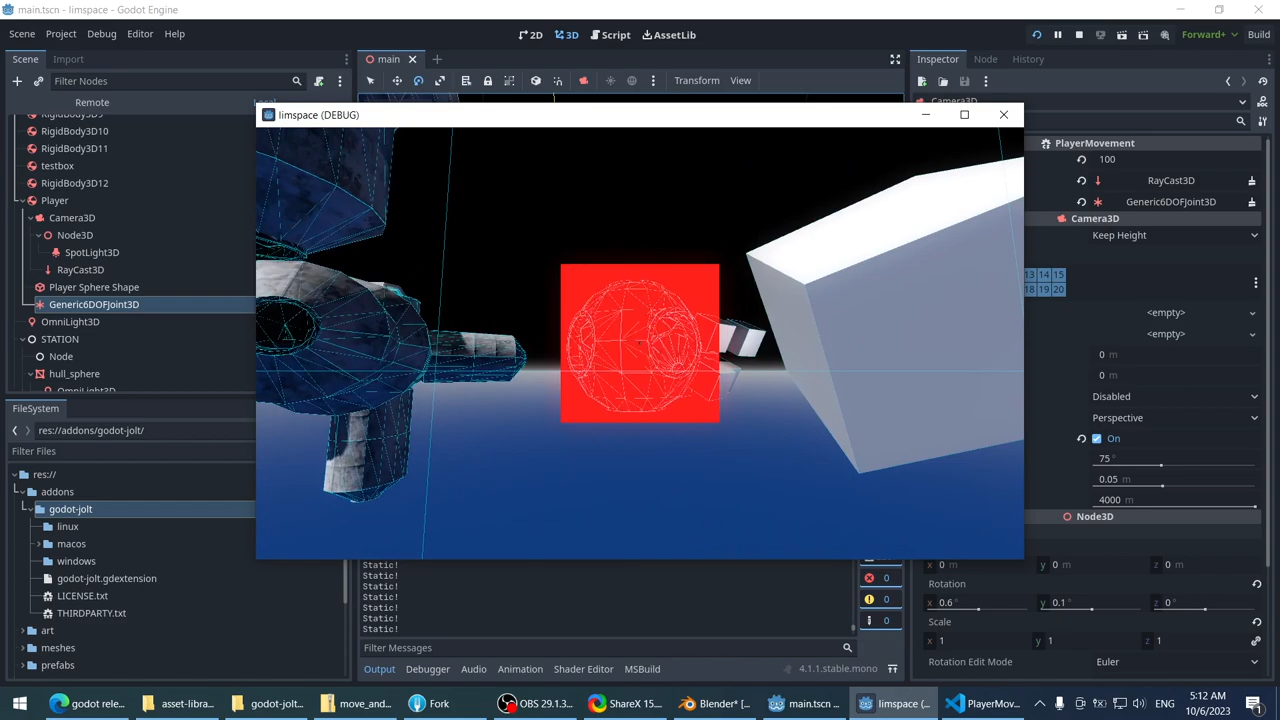 main.tscn - limspace - Godot Engine
Scene Project Debug Editor Help
2D 3D Script AssetLib
Forward+ Build
Scene Import
main
Inspector Node History
Filter Nodes
Transform View
Remote
Camera3D
limspace (DEBUG)
RigidBody3D10
RigidBody3D11
testbox
RigidBody3D12
Player
Camera3D
Node3D
SpotLight3D
RayCast3D
Player Sphere Shape
Generic6DOFJoint3D
OmniLight3D
STATION
Node
hull_sphere
FileSystem
res://addons/godot-jolt/
Filter Files
res://
addons
godot-jolt
linux
macos
windows
godot-jolt.gdextension
LICENSE.txt
THIRDPARTY.txt
art
meshes
prefabs
Static!
Static!
Static!
Static!
Static!
Static!
Static!
0
0
0
Filter Messages
Output Debugger Audio Animation Shader Editor MSBuild
4.1.1.stable.mono
PlayerMovement
100
RayCast3D
Generic6DOFJoint3D
Camera3D
Keep Height
13 14 15
18 19 20
<empty>
<empty>
0 m
0 m
Disabled
Perspective
On
75 °
0.05 m
4000 m
Node3D
x 0 m y 0 m z 0 m
Rotation
x 0.6 ° y 0.1 ° z 0 °
Scale
x 1 y 1 z 1
Rotation Edit Mode Euler
godot rele...
asset-libra...
godot-jolt...
move_and...
Fork
OBS 29.1.3...
ShareX 15....
Blender* [...
main.tscn ...
limspace (...
PlayerMov...
5:12 AM
10/6/2023